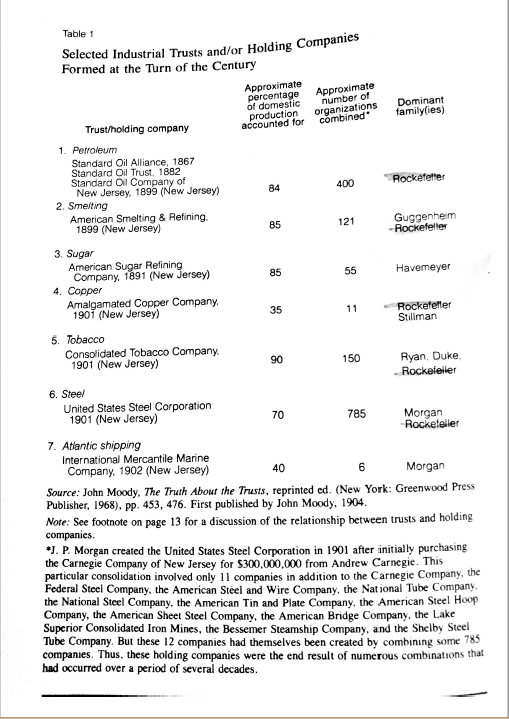 Table 1
Selected Industrial Trusts and/or Holding Companies
Formed at the Turn of the Century
Trust/holding company
Approximate
percentage
of domestic
production
accounted for
Approximate
number of
organizations
combined*
Dominant
family(ies)
1. Petroleum
Standard Oil Alliance, 1867
Standard Oil Trust, 1882
Standard Oil Company of
New Jersey, 1899 (New Jersey) 84 400 Rockefeller
2. Smelting
American Smelting & Refining,
1899 (New Jersey) 85 121 Guggenheim
Rockefeller
3. Sugar
American Sugar Refining
Company, 1891 (New Jersey) 85 55 Havemeyer
4. Copper
Amalgamated Copper Company,
1901 (New Jersey) 35 11 Rockefeller
Stillman
5. Tobacco
Consolidated Tobacco Company,
1901 (New Jersey) 90 150 Ryan, Duke,
Rockefeller
6. Steel
United States Steel Corporation
1901 (New Jersey) 70 785 Morgan
Rockefeller
7. Atlantic shipping
International Mercantile Marine
Company, 1902 (New Jersey) 40 6 Morgan
Source: John Moody, The Truth About the Trusts, reprinted ed. (New York: Greenwood Press
Publisher, 1968), pp. 453, 476. First published by John Moody, 1904.
Note: See footnote on page 13 for a discussion of the relationship between trusts and holding
companies.
*J. P. Morgan created the United States Steel Corporation in 1901 after initially purchasing
the Carnegie Company of New Jersey for $300,000,000 from Andrew Carnegie. This
particular consolidation involved only 11 companies in addition to the Carnegie Company, the
Federal Steel Company, the American Steel and Wire Company, the National Tube Company,
the National Steel Company, the American Tin and Plate Company, the American Steel Hoop
Company, the American Sheet Steel Company, the American Bridge Company, the Lake
Superior Consolidated Iron Mines, the Bessemer Steamship Company, and the Shelby Steel
Tube Company. But these 12 companies had themselves been created by combining some 785
companies. Thus, these holding companies were the end result of numerous combinations that
had occurred over a period of several decades.